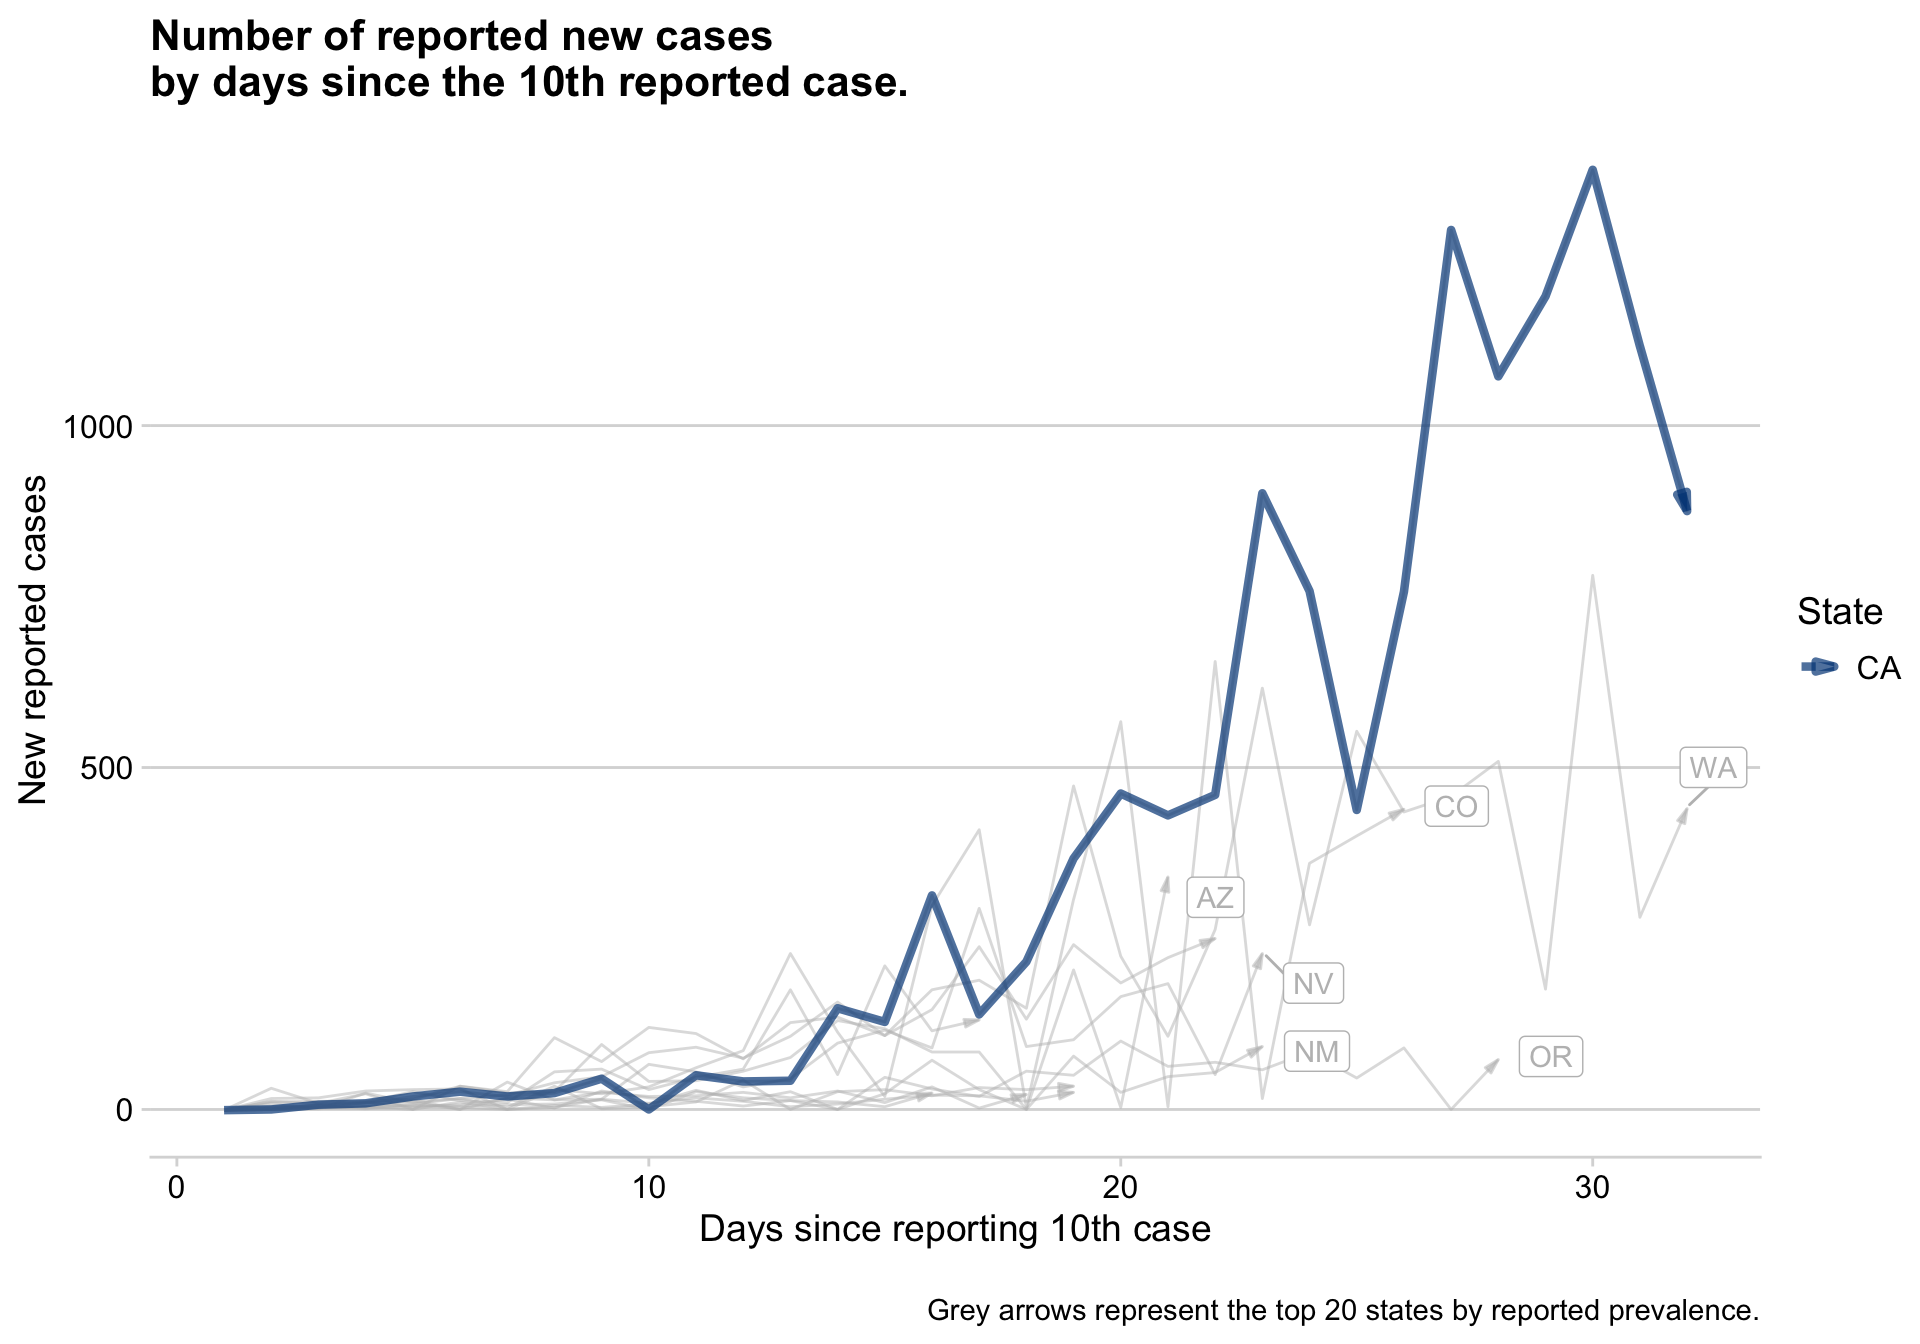 Number of reported new cases
by days since the 10th reported case.
New reported cases
1000
500
0
0
10
20
30
Days since reporting 10th case
WA
CO
AZ
NV
NM
OR
State
CA
Grey arrows represent the top 20 states by reported prevalence.